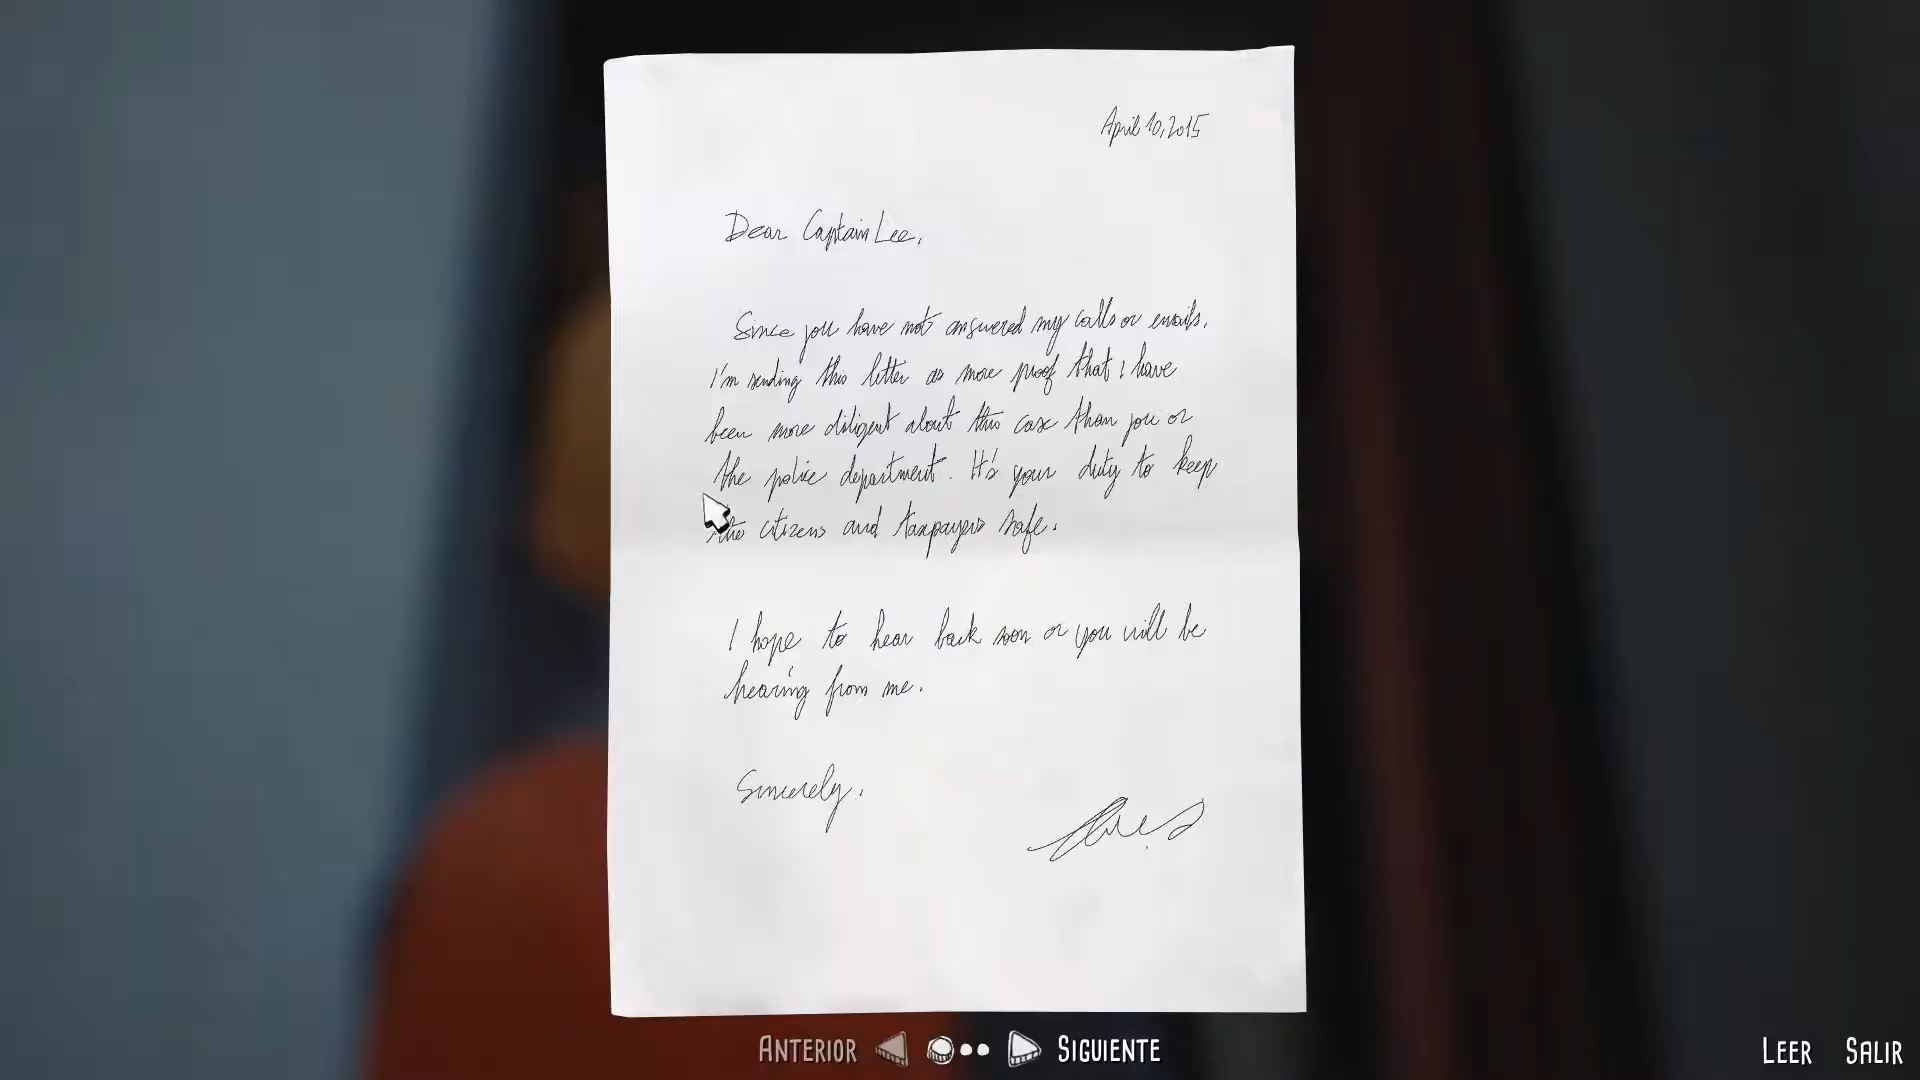 April 10, 2015
Dear Captain Lee,
Since you have not answered my calls or emails,
I'm sending this letter as more proof that I have
been more diligent about this case than you or
the police department. It's your duty to keep
citizens and taxpayers safe.
I hope to hear back soon or you will be
hearing from me.
Sincerely,
ANTERIOR SIGUIENTE
LEER SALIR